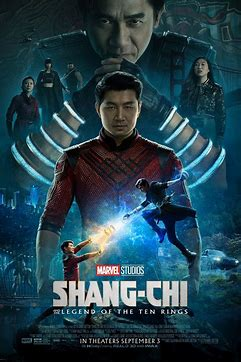 MARVEL STUDIOS
SHANG-CHI
AND THE LEGEND OF THE TEN RINGS
IN THEATERS SEPTEMBER 3